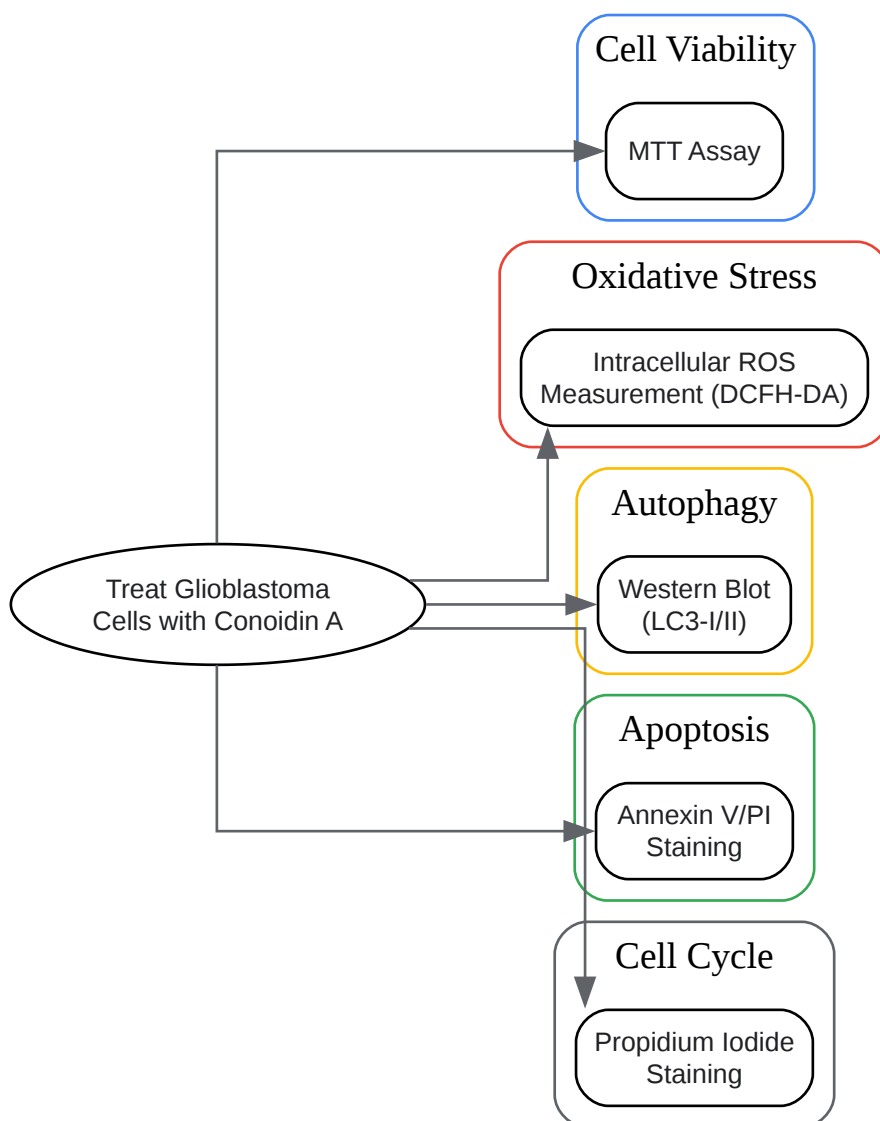 Cell Viability
MTT Assay
Oxidative Stress
Intracellular ROS
Measurement (DCFH-DA)
Autophagy
Western Blot
(LC3-I/II)
Treat Glioblastoma
Cells with Conoidin A
Apoptosis
Annexin V/PI
Staining
Cell Cycle
Propidium Iodide
Staining